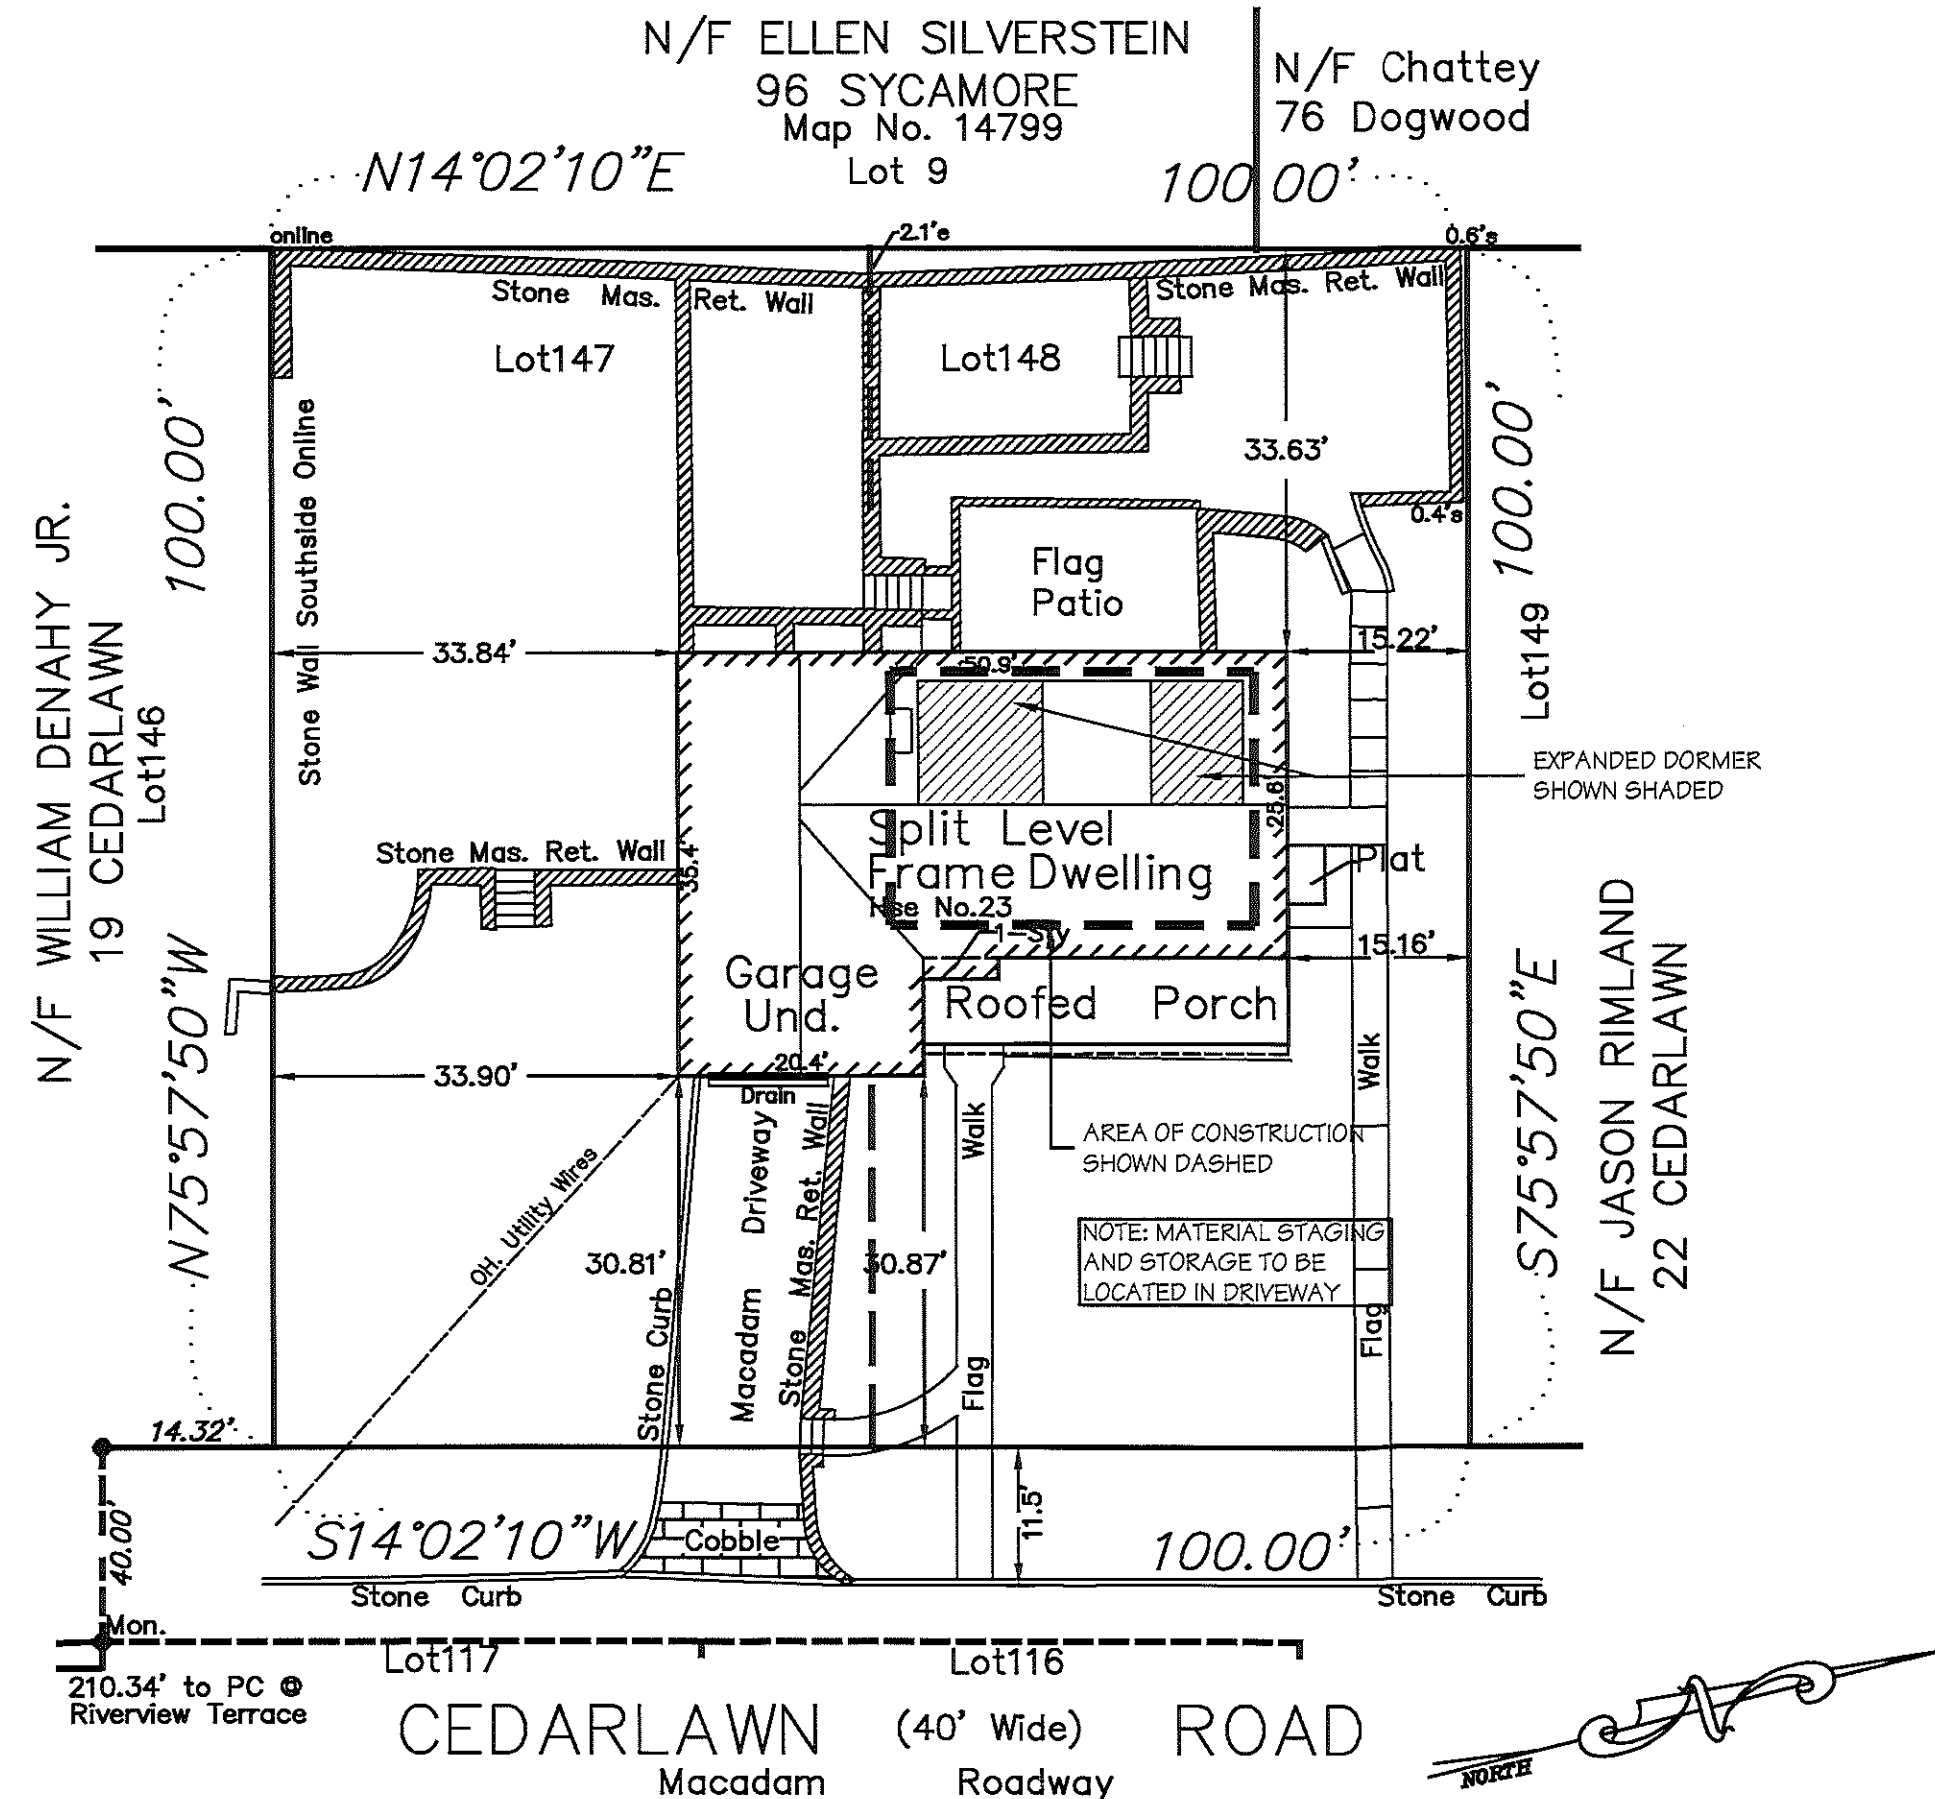 N/F ELLEN SILVERSTEIN
96 SYCAMORE
Map No. 14799
Lot 9
N/F Chattey
76 Dogwood
N14°02'10"E
100.00'
online
2.1'e
0.6's
Stone Mas. Ret. Wall
Stone Mas. Ret. Wall
Lot147
Lot148
33.63'
0.4's
100.00'
100.00'
Stone Wall Southside Online
N/F WILLIAM DENAHY JR.
19 CEDARLAWN
Lot146
Lot149
Flag
Patio
33.84'
15.22'
50.9'
EXPANDED DORMER
SHOWN SHADED
25.6'
Split Level
Frame Dwelling
Hse No.23
1-Sty
Plat
Stone Mas. Ret. Wall
35.4'
15.16'
Garage
Und.
Roofed Porch
N75°57'50"W
S75°57'50"E
N/F JASON RIMLAND
22 CEDARLAWN
33.90'
20.4'
Drain
Walk
Walk
AREA OF CONSTRUCTION
SHOWN DASHED
OH. Utility Wires
Macadam Driveway
Stone Mas. Ret. Wall
30.81'
30.87'
NOTE: MATERIAL STAGING
AND STORAGE TO BE
LOCATED IN DRIVEWAY
Stone Curb
Flag
Flag
14.32'
40.00'
11.5'
S14°02'10"W
Cobble
100.00'
Stone Curb
Stone Curb
Mon.
Lot117
Lot116
210.34' to PC @
Riverview Terrace
CEDARLAWN (40' Wide) ROAD
Macadam Roadway
NORTH